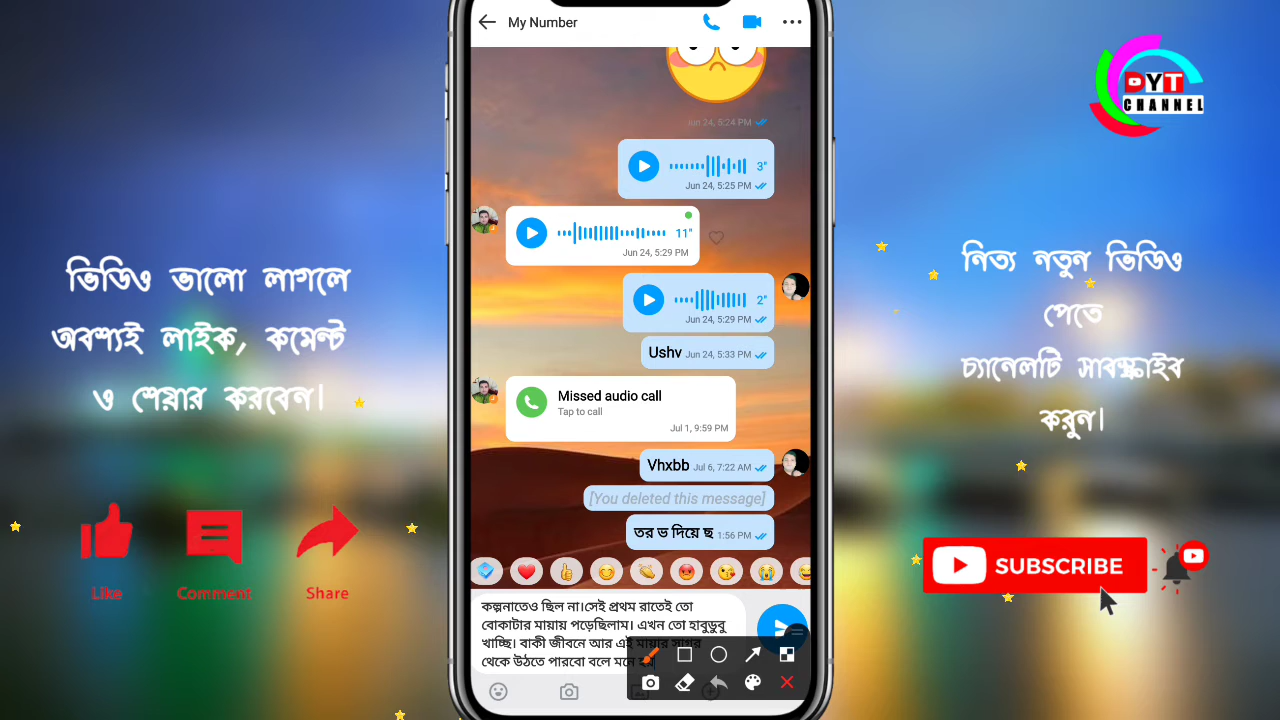 My Number
DYT
CHANNEL
Jun 24, 5:24 PM
3"
Jun 24, 5:25 PM
11"
Jun 24, 5:29 PM
2"
Jun 24, 5:29 PM
Ushv Jun 24, 5:33 PM
Missed audio call
Tap to call
Jul 1, 9:59 PM
Vhxbb Jul 6, 7:22 AM
[You deleted this message]
তর ভ দিয়ে ছ 1:56 PM
কল্পনাতেও ছিল না।সেই প্রথম রাতেই তো
বোকাটার মায়ায় পড়েছিলাম। এখন তো হাবুডুবু
খাচ্ছি। বাকী জীবনে আর এই মায়ার সাগর
থেকে উঠতে পারবো বলে মনে
ভিডিও ভালো লাগলে
অবশ্যই লাইক, কমেন্ট
ও শেয়ার করবেন।
Like
Comment
Share
নিত্য নতুন ভিডিও
পেতে
চ্যানেলটি সাবস্ক্রাইব
করুন।
SUBSCRIBE